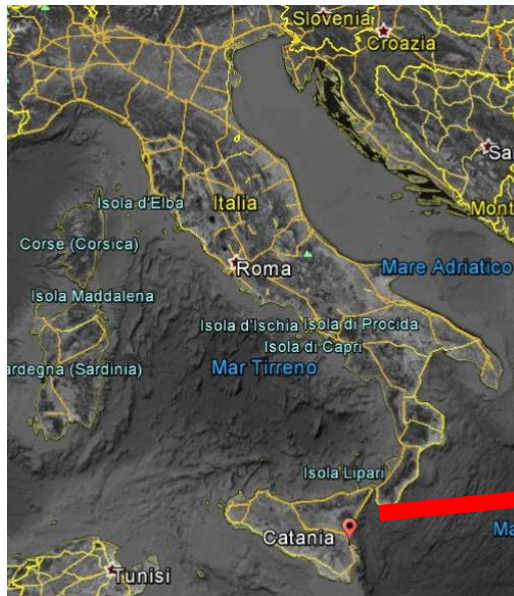 Slovenia
Croazia
Sa
Isola d'Elba
Italia
Mont
Corse (Corsica)
Roma
Mare Adriatico
Isola Maddalena
Isola d'Ischia
Isola di Procida
Isola di Capri
ardegna (Sardinia)
Mar Tirreno
Isola Lipari
Catania
Ma
Tunisi